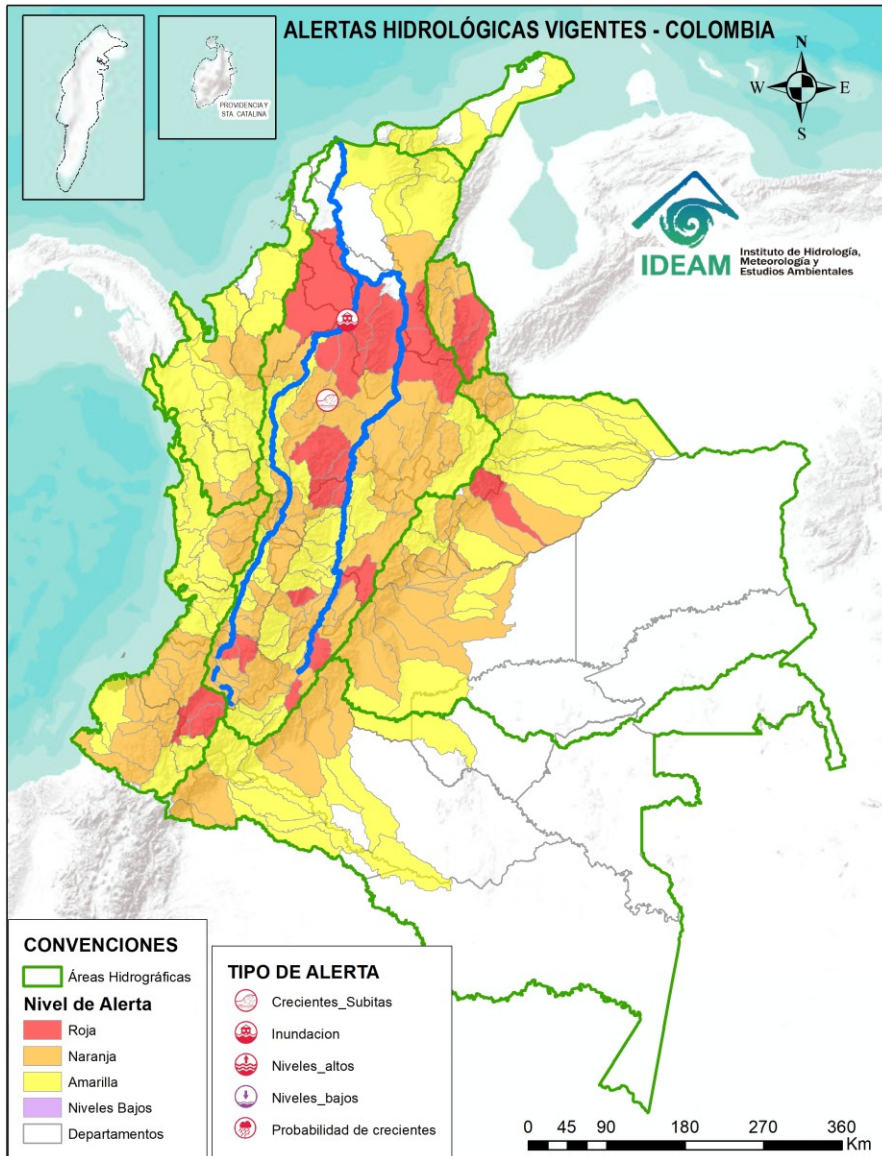 ALERTAS HIDROLÓGICAS VIGENTES - COLOMBIA
PROVIDENCIA Y
STA. CATALINA
N
W
E
S
IDEAM
Instituto de Hidrología,
Meteorología y
Estudios Ambientales
CONVENCIONES
Áreas Hidrográficas
Nivel de Alerta
Roja
Naranja
Amarilla
Niveles Bajos
Departamentos
TIPO DE ALERTA
Crecientes_Subitas
Inundacion
Niveles_altos
Niveles_bajos
Probabilidad de crecientes
0 45 90 180 270 360
Km